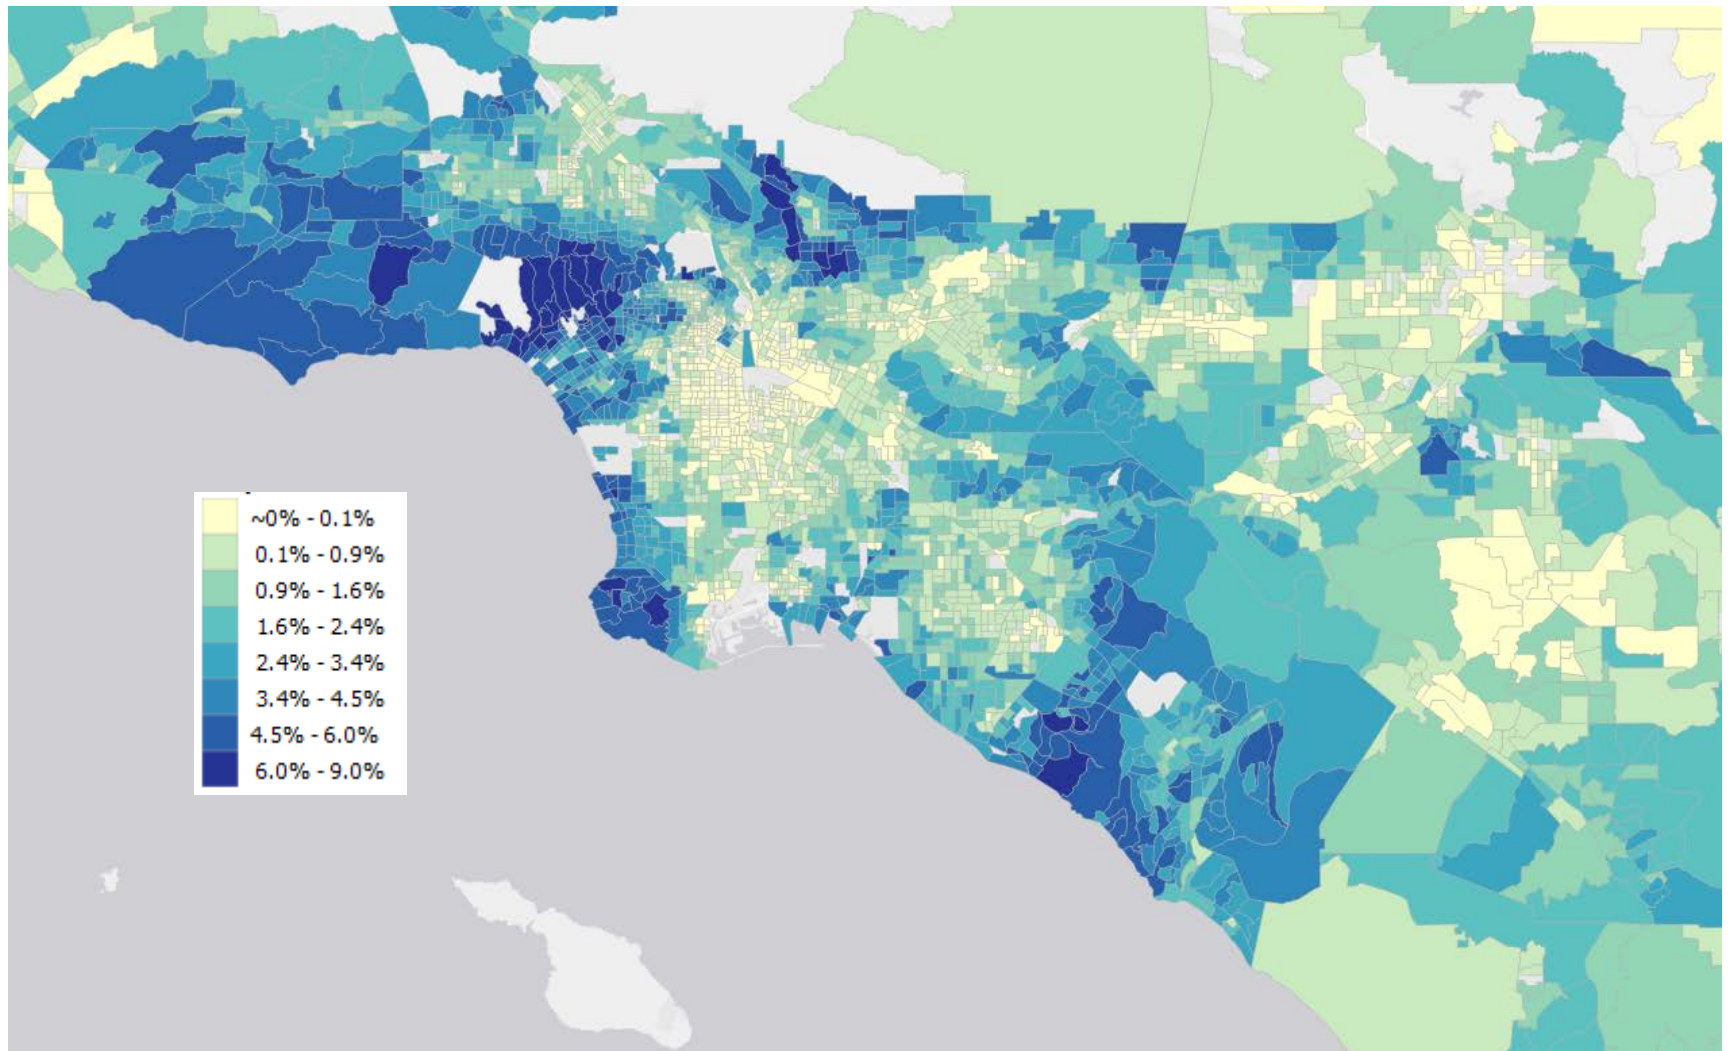 ~0% - 0.1%
0.1% - 0.9%
0.9% - 1.6%
1.6% - 2.4%
2.4% - 3.4%
3.4% - 4.5%
4.5% - 6.0%
6.0% - 9.0%